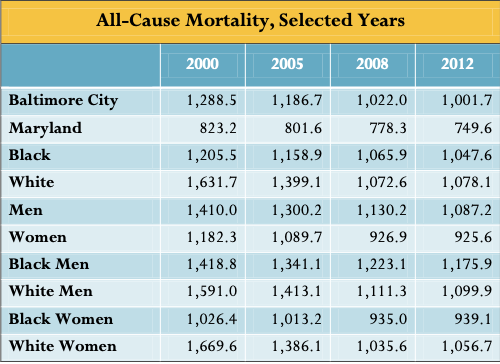 All-Cause Mortality, Selected Years
2000 2005 2008 2012
Baltimore City 1,288.5 1,186.7 1,022.0 1,001.7
Maryland 823.2 801.6 778.3 749.6
Black 1,205.5 1,158.9 1,065.9 1,047.6
White 1,631.7 1,399.1 1,072.6 1,078.1
Men 1,410.0 1,300.2 1,130.2 1,087.2
Women 1,182.3 1,089.7 926.9 925.6
Black Men 1,418.8 1,341.1 1,223.1 1,175.9
White Men 1,591.0 1,413.1 1,111.3 1,099.9
Black Women 1,026.4 1,013.2 935.0 939.1
White Women 1,669.6 1,386.1 1,035.6 1,056.7